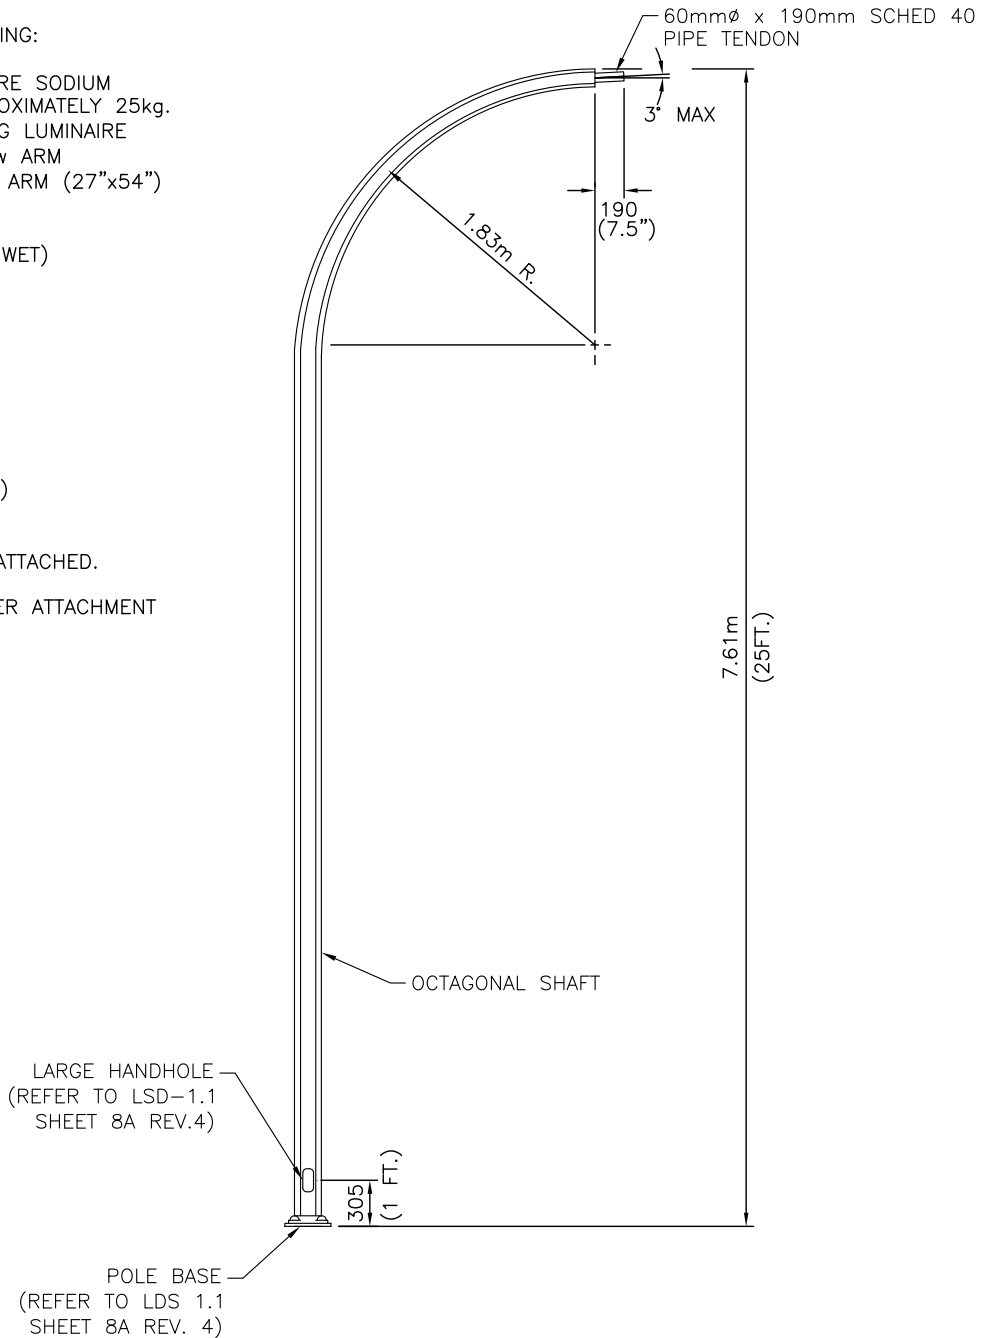 ING:
RE SODIUM
OXIMATELY 25kg.
G LUMINAIRE
w ARM
ARM (27"x54")
WET)
)
ATTACHED.
ER ATTACHMENT
60mmø x 190mm SCHED 40
PIPE TENDON
3° MAX
190
(7.5")
1.83m R.
7.61m
(25FT.)
OCTAGONAL SHAFT
LARGE HANDHOLE
(REFER TO LSD-1.1
SHEET 8A REV.4)
305
(1 FT.)
POLE BASE
(REFER TO LDS 1.1
SHEET 8A REV. 4)